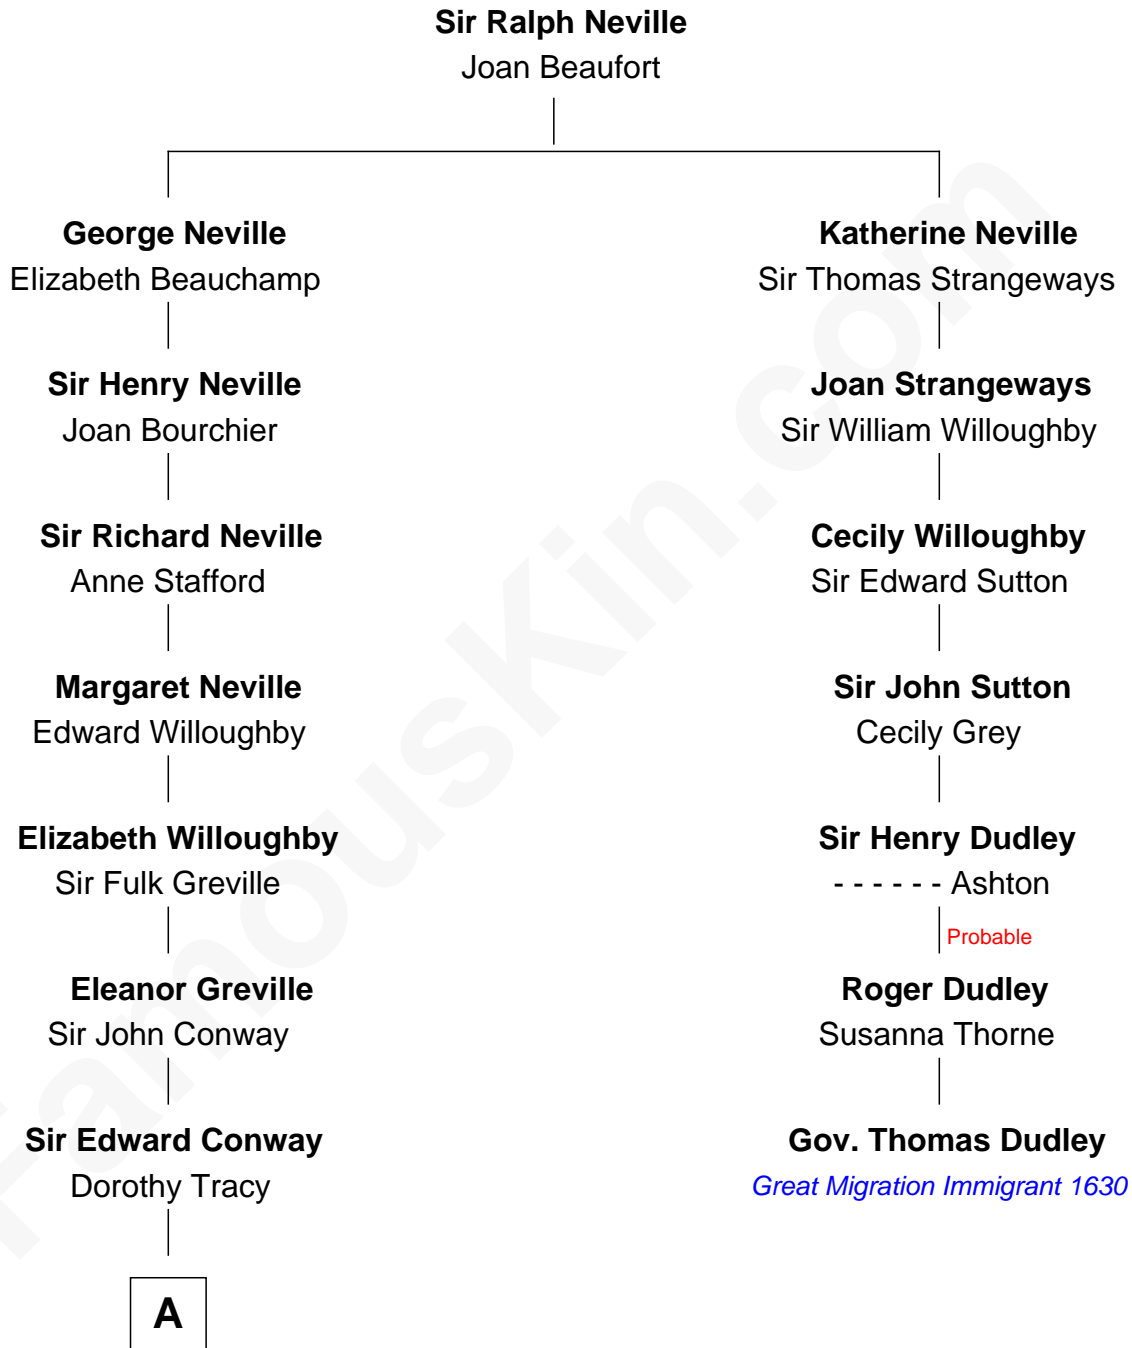 Sir Ralph Neville
Joan Beaufort
George Neville
Elizabeth Beauchamp
Sir Henry Neville
Joan Bourchier
Sir Richard Neville
Anne Stafford
Margaret Neville
Edward Willoughby
Elizabeth Willoughby
Sir Fulk Greville
Eleanor Greville
Sir John Conway
Sir Edward Conway
Dorothy Tracy
A
Katherine Neville
Sir Thomas Strangeways
Joan Strangeways
Sir William Willoughby
Cecily Willoughby
Sir Edward Sutton
Sir John Sutton
Cecily Grey
Sir Henry Dudley
- - - - - - Ashton
Probable
Roger Dudley
Susanna Thorne
Gov. Thomas Dudley
Great Migration Immigrant 1630
FamousKin.com